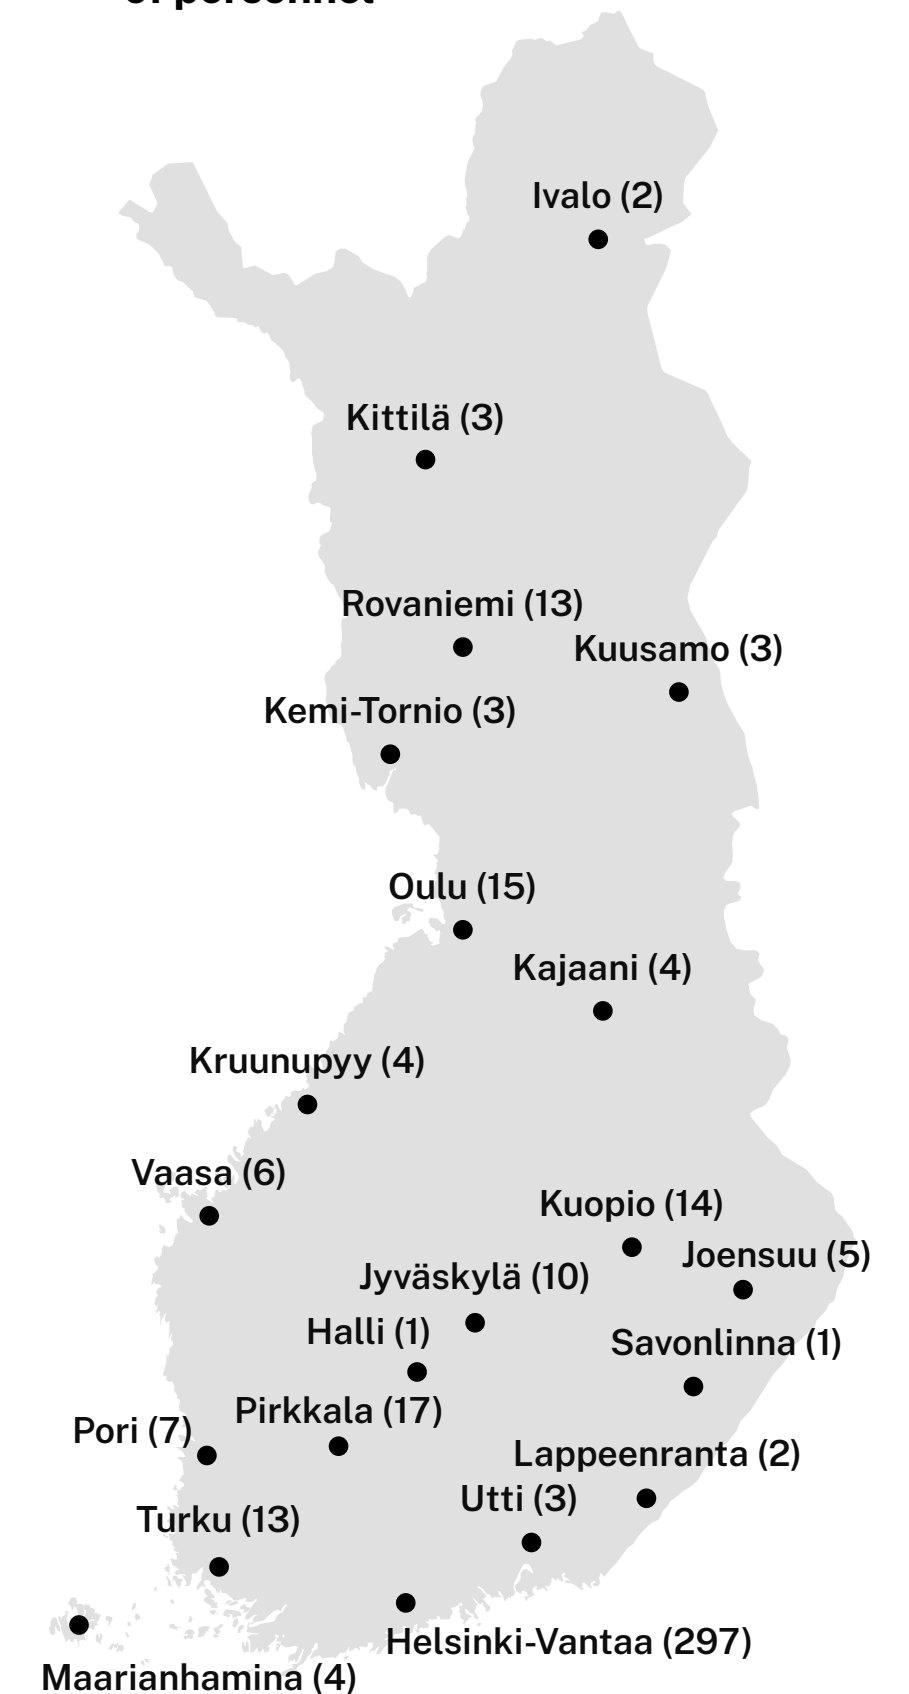 of personnel
Ivalo (2)
Kittilä (3)
Rovaniemi (13)
Kuusamo (3)
Kemi-Tornio (3)
Oulu (15)
Kajaani (4)
Kruunupyy (4)
Vaasa (6)
Kuopio (14)
Joensuu (5)
Jyväskylä (10)
Halli (1)
Savonlinna (1)
Pirkkala (17)
Pori (7)
Lappeenranta (2)
Utti (3)
Turku (13)
Helsinki-Vantaa (297)
Maarianhamina (4)